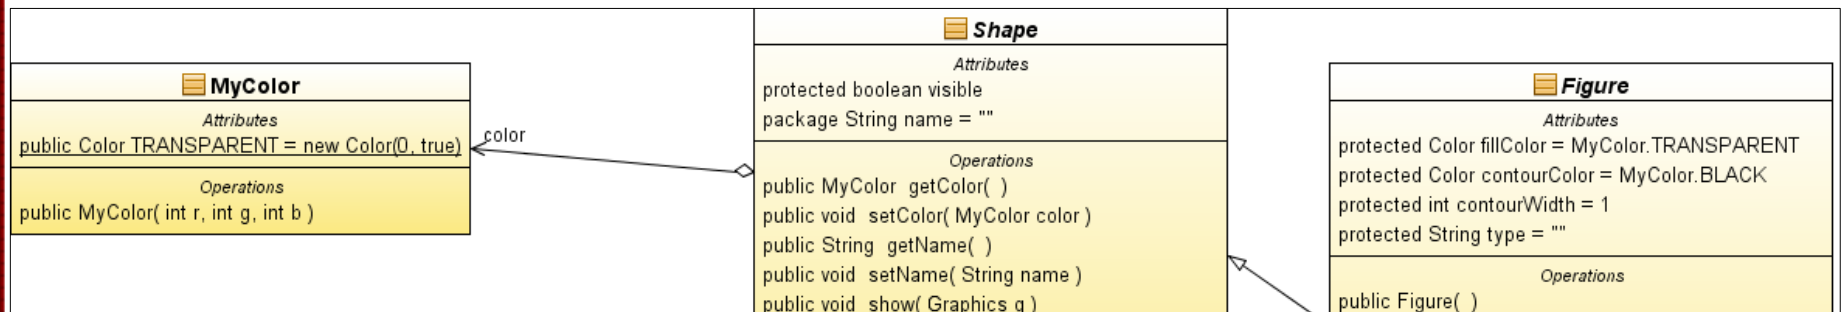 MyColor
Attributes
public Color TRANSPARENT = new Color(0, true)
Operations
public MyColor( int r, int g, int b )
color
Shape
Attributes
protected boolean visible
package String name = ""
Operations
public MyColor getColor( )
public void setColor( MyColor color )
public String getName( )
public void setName( String name )
public void show( Graphics g )
Figure
Attributes
protected Color fillColor = MyColor.TRANSPARENT
protected Color contourColor = MyColor.BLACK
protected int contourWidth = 1
protected String type = ""
Operations
public Figure( )